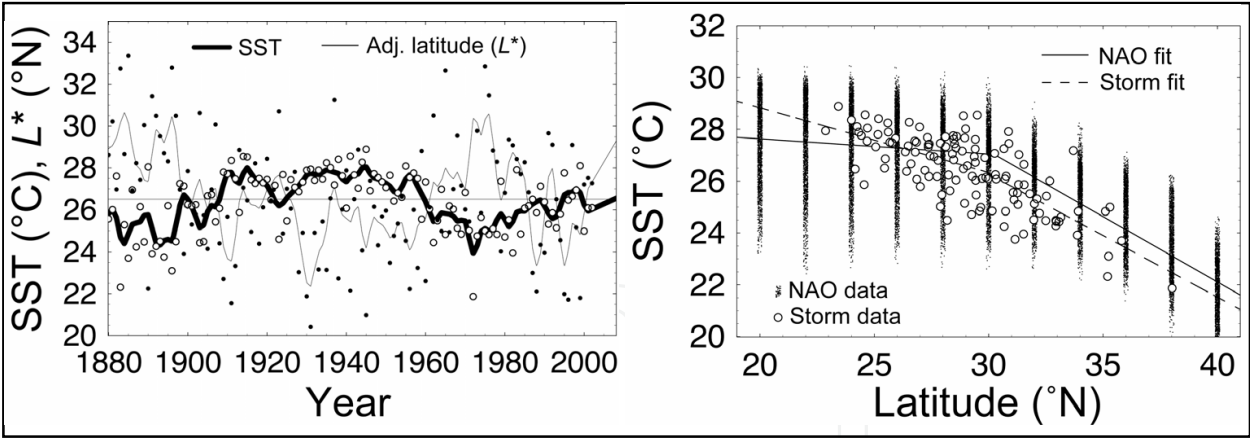 34
32
30
28
26
24
22
20
SST (°C), L* (°N)
SST
Adj. latitude (L*)
1880 1900 1920 1940 1960 1980 2000
Year
32
30
28
26
24
22
20
SST (°C)
NAO fit
Storm fit
NAO data
Storm data
20 25 30 35 40
Latitude (°N)